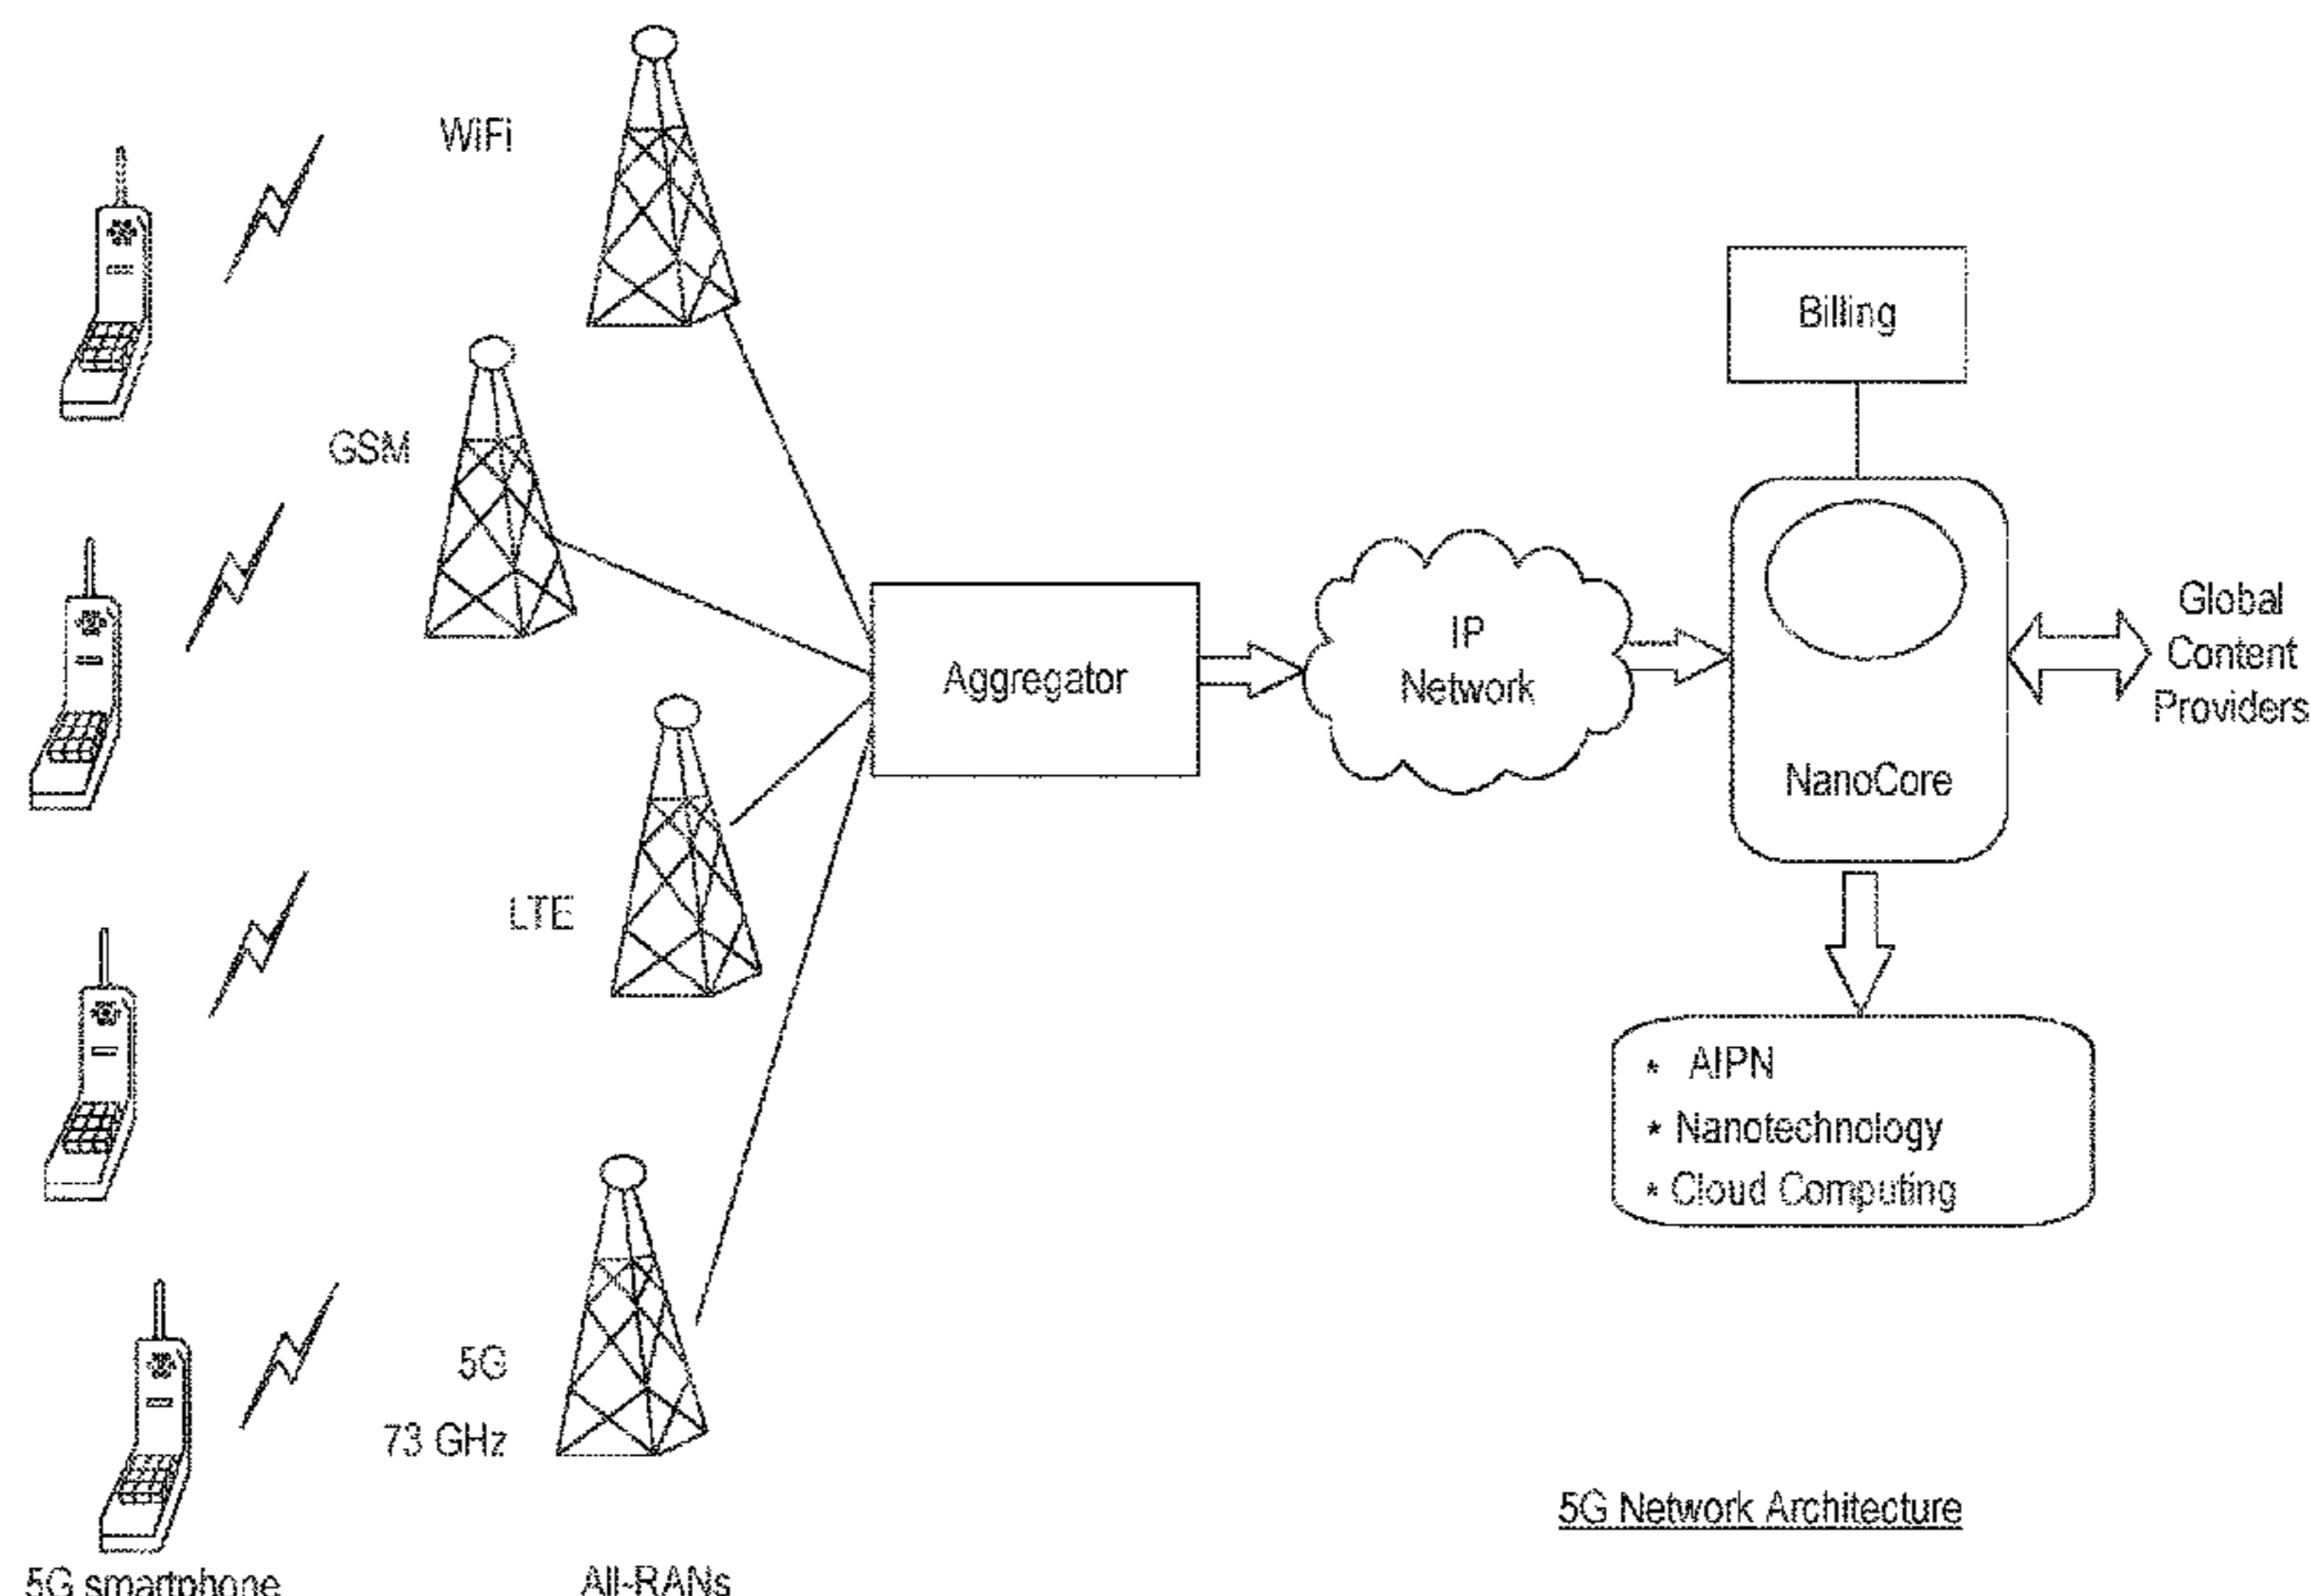 WiFi
GSM
LTE
5G
73 GHz
5G smartphone
All-RANs
Aggregator
IP
Network
Billing
NanoCore
Global
Content
Providers
* AIPN
* Nanotechnology
* Cloud Computing
5G Network Architecture